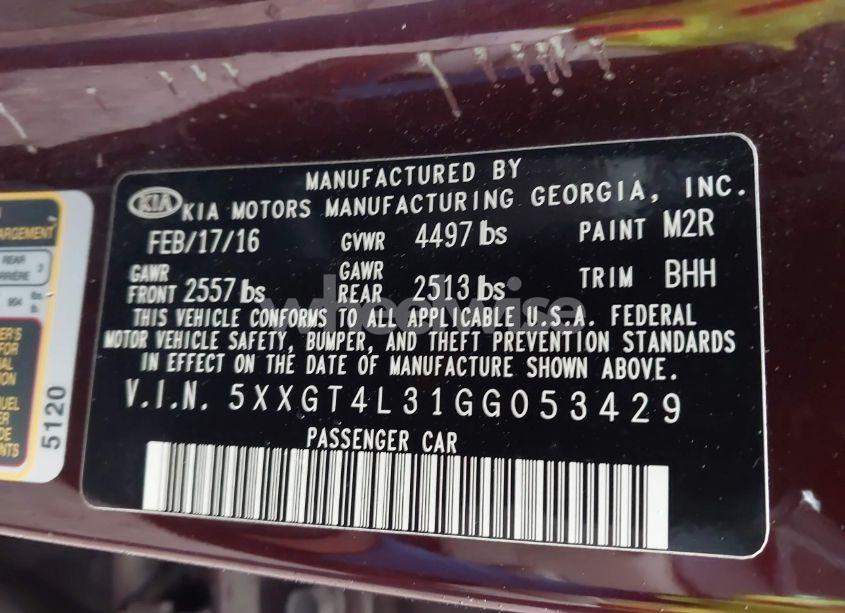 MANUFACTURED BY
KIA KIA MOTORS MANUFACTURING GEORGIA, INC.
FEB/17/16 GVWR 4497 lbs PAINT M2R
GAWR FRONT 2557 lbs GAWR REAR 2513 lbs TRIM BHH
THIS VEHICLE CONFORMS TO ALL APPLICABLE U.S.A. FEDERAL
MOTOR VEHICLE SAFETY, BUMPER, AND THEFT PREVENTION STANDARDS
IN EFFECT ON THE DATE OF MANUFACTURE SHOWN ABOVE.
V.I.N. 5XXGT4L31GG053429
PASSENGER CAR
REAR
5120